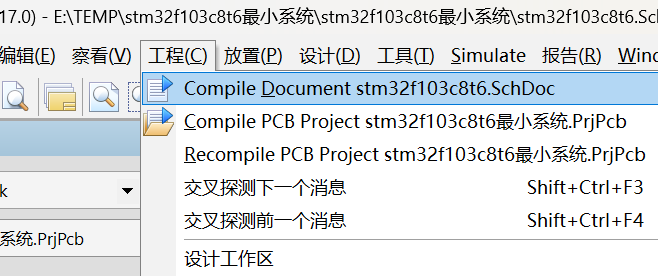 17.0) - E:\TEMP\stm32f103c8t6最小系统\stm32f103c8t6最小系统\stm32f103c8t6.Sch
编辑(E) 察看(V) 工程(C) 放置(P) 设计(D) 工具(T) Simulate 报告(R) Wind
Compile Document stm32f103c8t6.SchDoc
k
Compile PCB Project stm32f103c8t6最小系统.PrjPcb
Recompile PCB Project stm32f103c8t6最小系统.PrjPcb
交叉探测下一个消息 Shift+Ctrl+F3
系统.PrjPcb
交叉探测前一个消息 Shift+Ctrl+F4
设计工作区